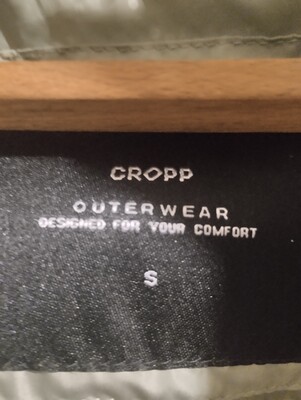 CROPP
OUTERWEAR
DESIGNED FOR YOUR COMFORT
S